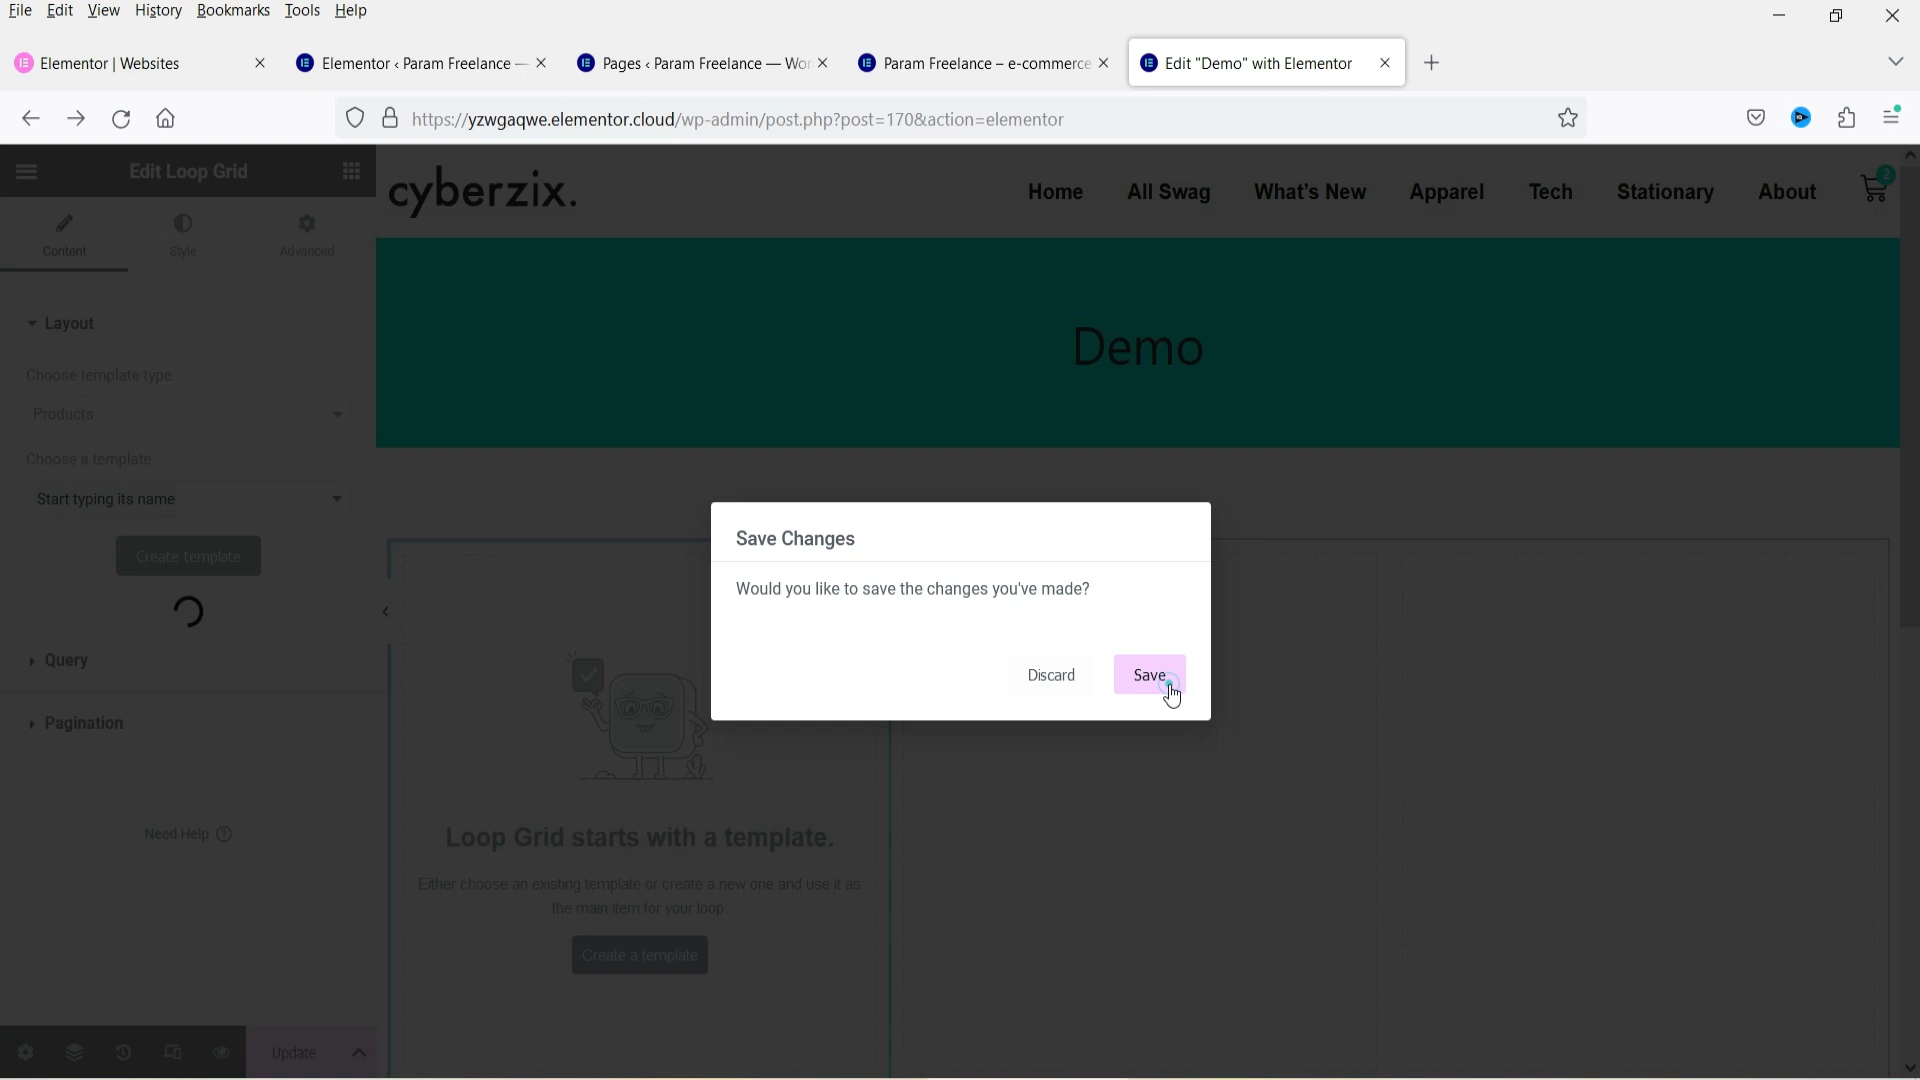 File Edit View History Bookmarks Tools Help
Elementor | Websites
Elementor ‹ Param Freelance —
Pages ‹ Param Freelance — Wor
Param Freelance – e-commerce
Edit "Demo" with Elementor
https://yzwgaqwe.elementor.cloud/wp-admin/post.php?post=170&action=elementor
Edit Loop Grid
Content
Style
Advanced
Layout
Choose template type
Products
Choose a template
Start typing its name
Create template
Query
Pagination
Need Help
Update
cyberzix.
Home
All Swag
What's New
Apparel
Tech
Stationary
About
2
Demo
Save Changes
Would you like to save the changes you've made?
Discard
Save
Loop Grid starts with a template.
Either choose an existing template or create a new one and use it as
the main item for your loop.
Create a template